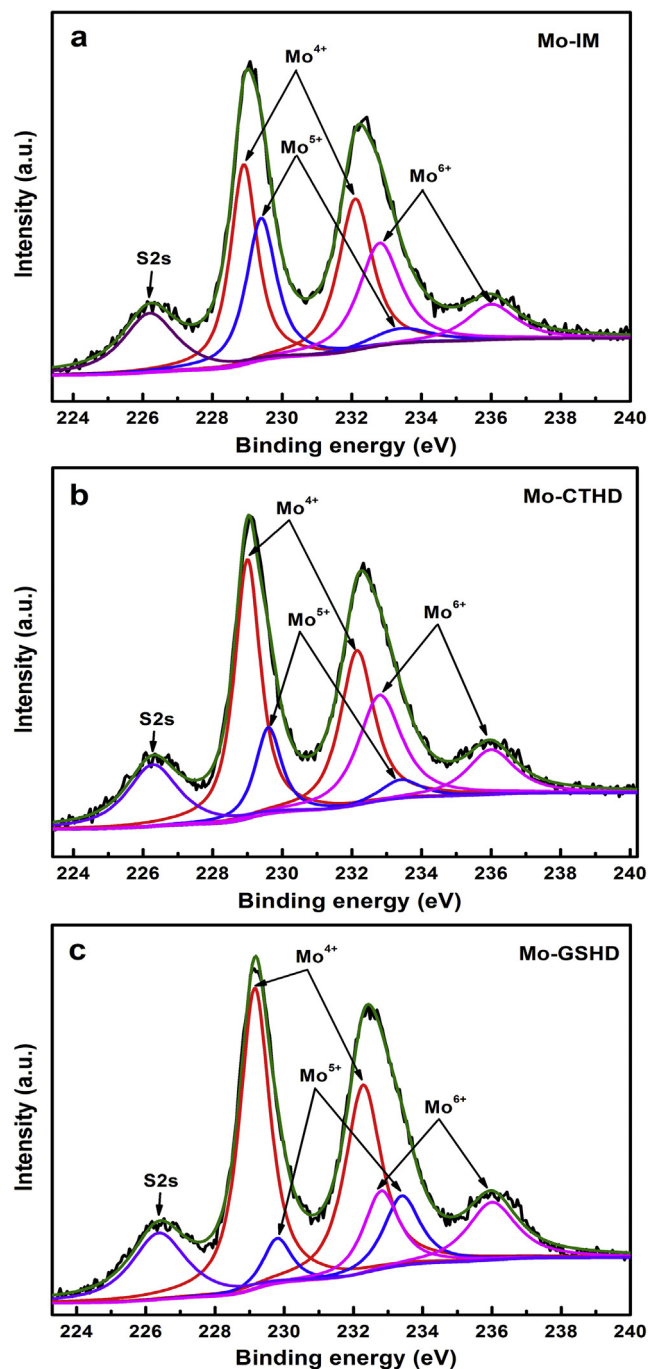 a
Mo-IM
Mo⁴⁺
Mo⁵⁺
Mo⁶⁺
S2s
Intensity (a.u.)
224 226 228 230 232 234 236 238 240
Binding energy (eV)
b
Mo-CTHD
Mo⁴⁺
Mo⁵⁺
Mo⁶⁺
S2s
Intensity (a.u.)
224 226 228 230 232 234 236 238 240
Binding energy (eV)
c
Mo-GSHD
Mo⁴⁺
Mo⁵⁺
Mo⁶⁺
S2s
Intensity (a.u.)
224 226 228 230 232 234 236 238 240
Binding energy (eV)